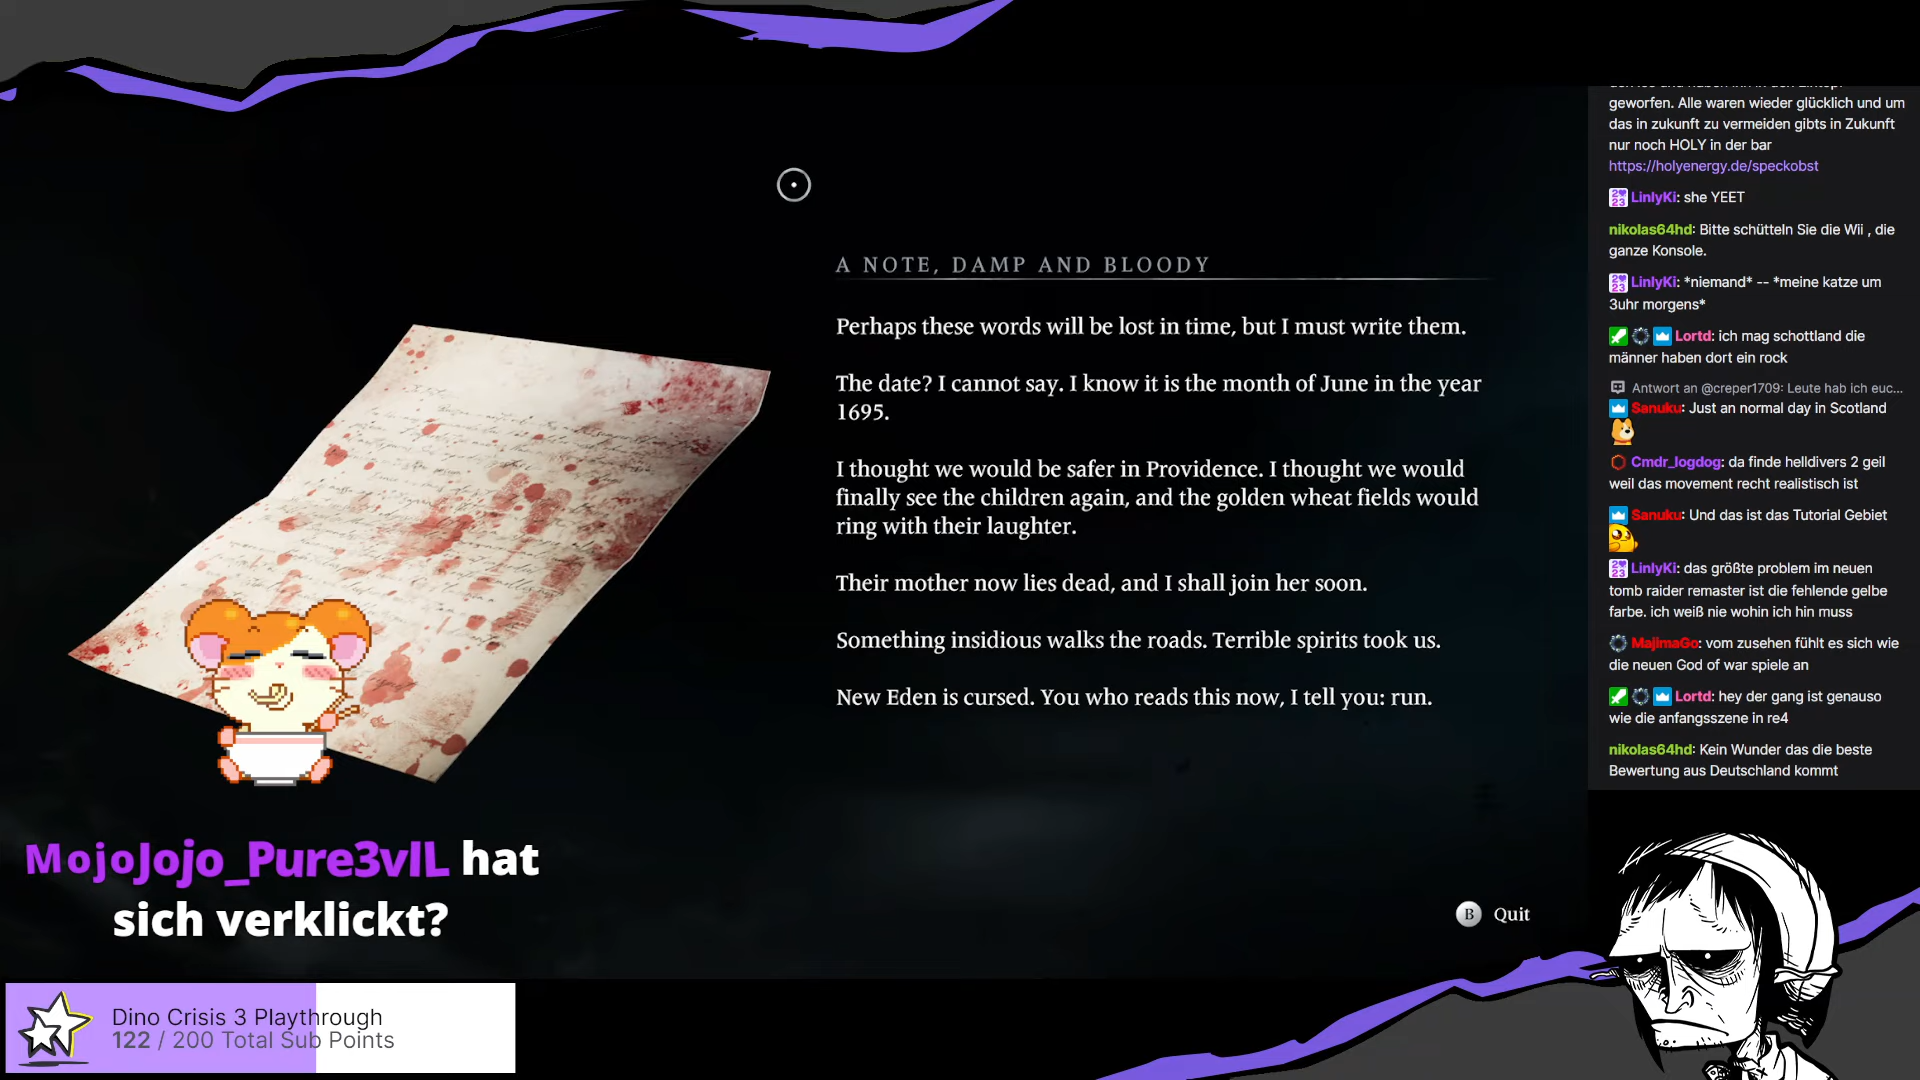 A NOTE, DAMP AND BLOODY
Perhaps these words will be lost in time, but I must write them.
The date? I cannot say. I know it is the month of June in the year
1695.
I thought we would be safer in Providence. I thought we would
finally see the children again, and the golden wheat fields would
ring with their laughter.
Their mother now lies dead, and I shall join her soon.
Something insidious walks the roads. Terrible spirits took us.
New Eden is cursed. You who reads this now, I tell you: run.
B Quit
MojoJojo_Pure3vIL hat
sich verklickt?
Dino Crisis 3 Playthrough
122 / 200 Total Sub Points
geworfen. Alle waren wieder glücklich und um
das in zukunft zu vermeiden gibts in Zukunft
nur noch HOLY in der bar
https://holyenergy.de/speckobst
LinlyKi: she YEET
nikolas64hd: Bitte schütteln Sie die Wii , die
ganze Konsole.
LinlyKi: *niemand* -- *meine katze um
3uhr morgens*
Lortd: ich mag schottland die
männer haben dort ein rock
Antwort an @creper1709: Leute hab ich euc...
Sanuku: Just an normal day in Scotland
Cmdr_logdog: da finde helldivers 2 geil
weil das movement recht realistisch ist
Sanuku: Und das ist das Tutorial Gebiet
LinlyKi: das größte problem im neuen
tomb raider remaster ist die fehlende gelbe
farbe. ich weiß nie wohin ich hin muss
MajimaGo: vom zusehen fühlt es sich wie
die neuen God of war spiele an
Lortd: hey der gang ist genauso
wie die anfangsszene in re4
nikolas64hd: Kein Wunder das die beste
Bewertung aus Deutschland kommt